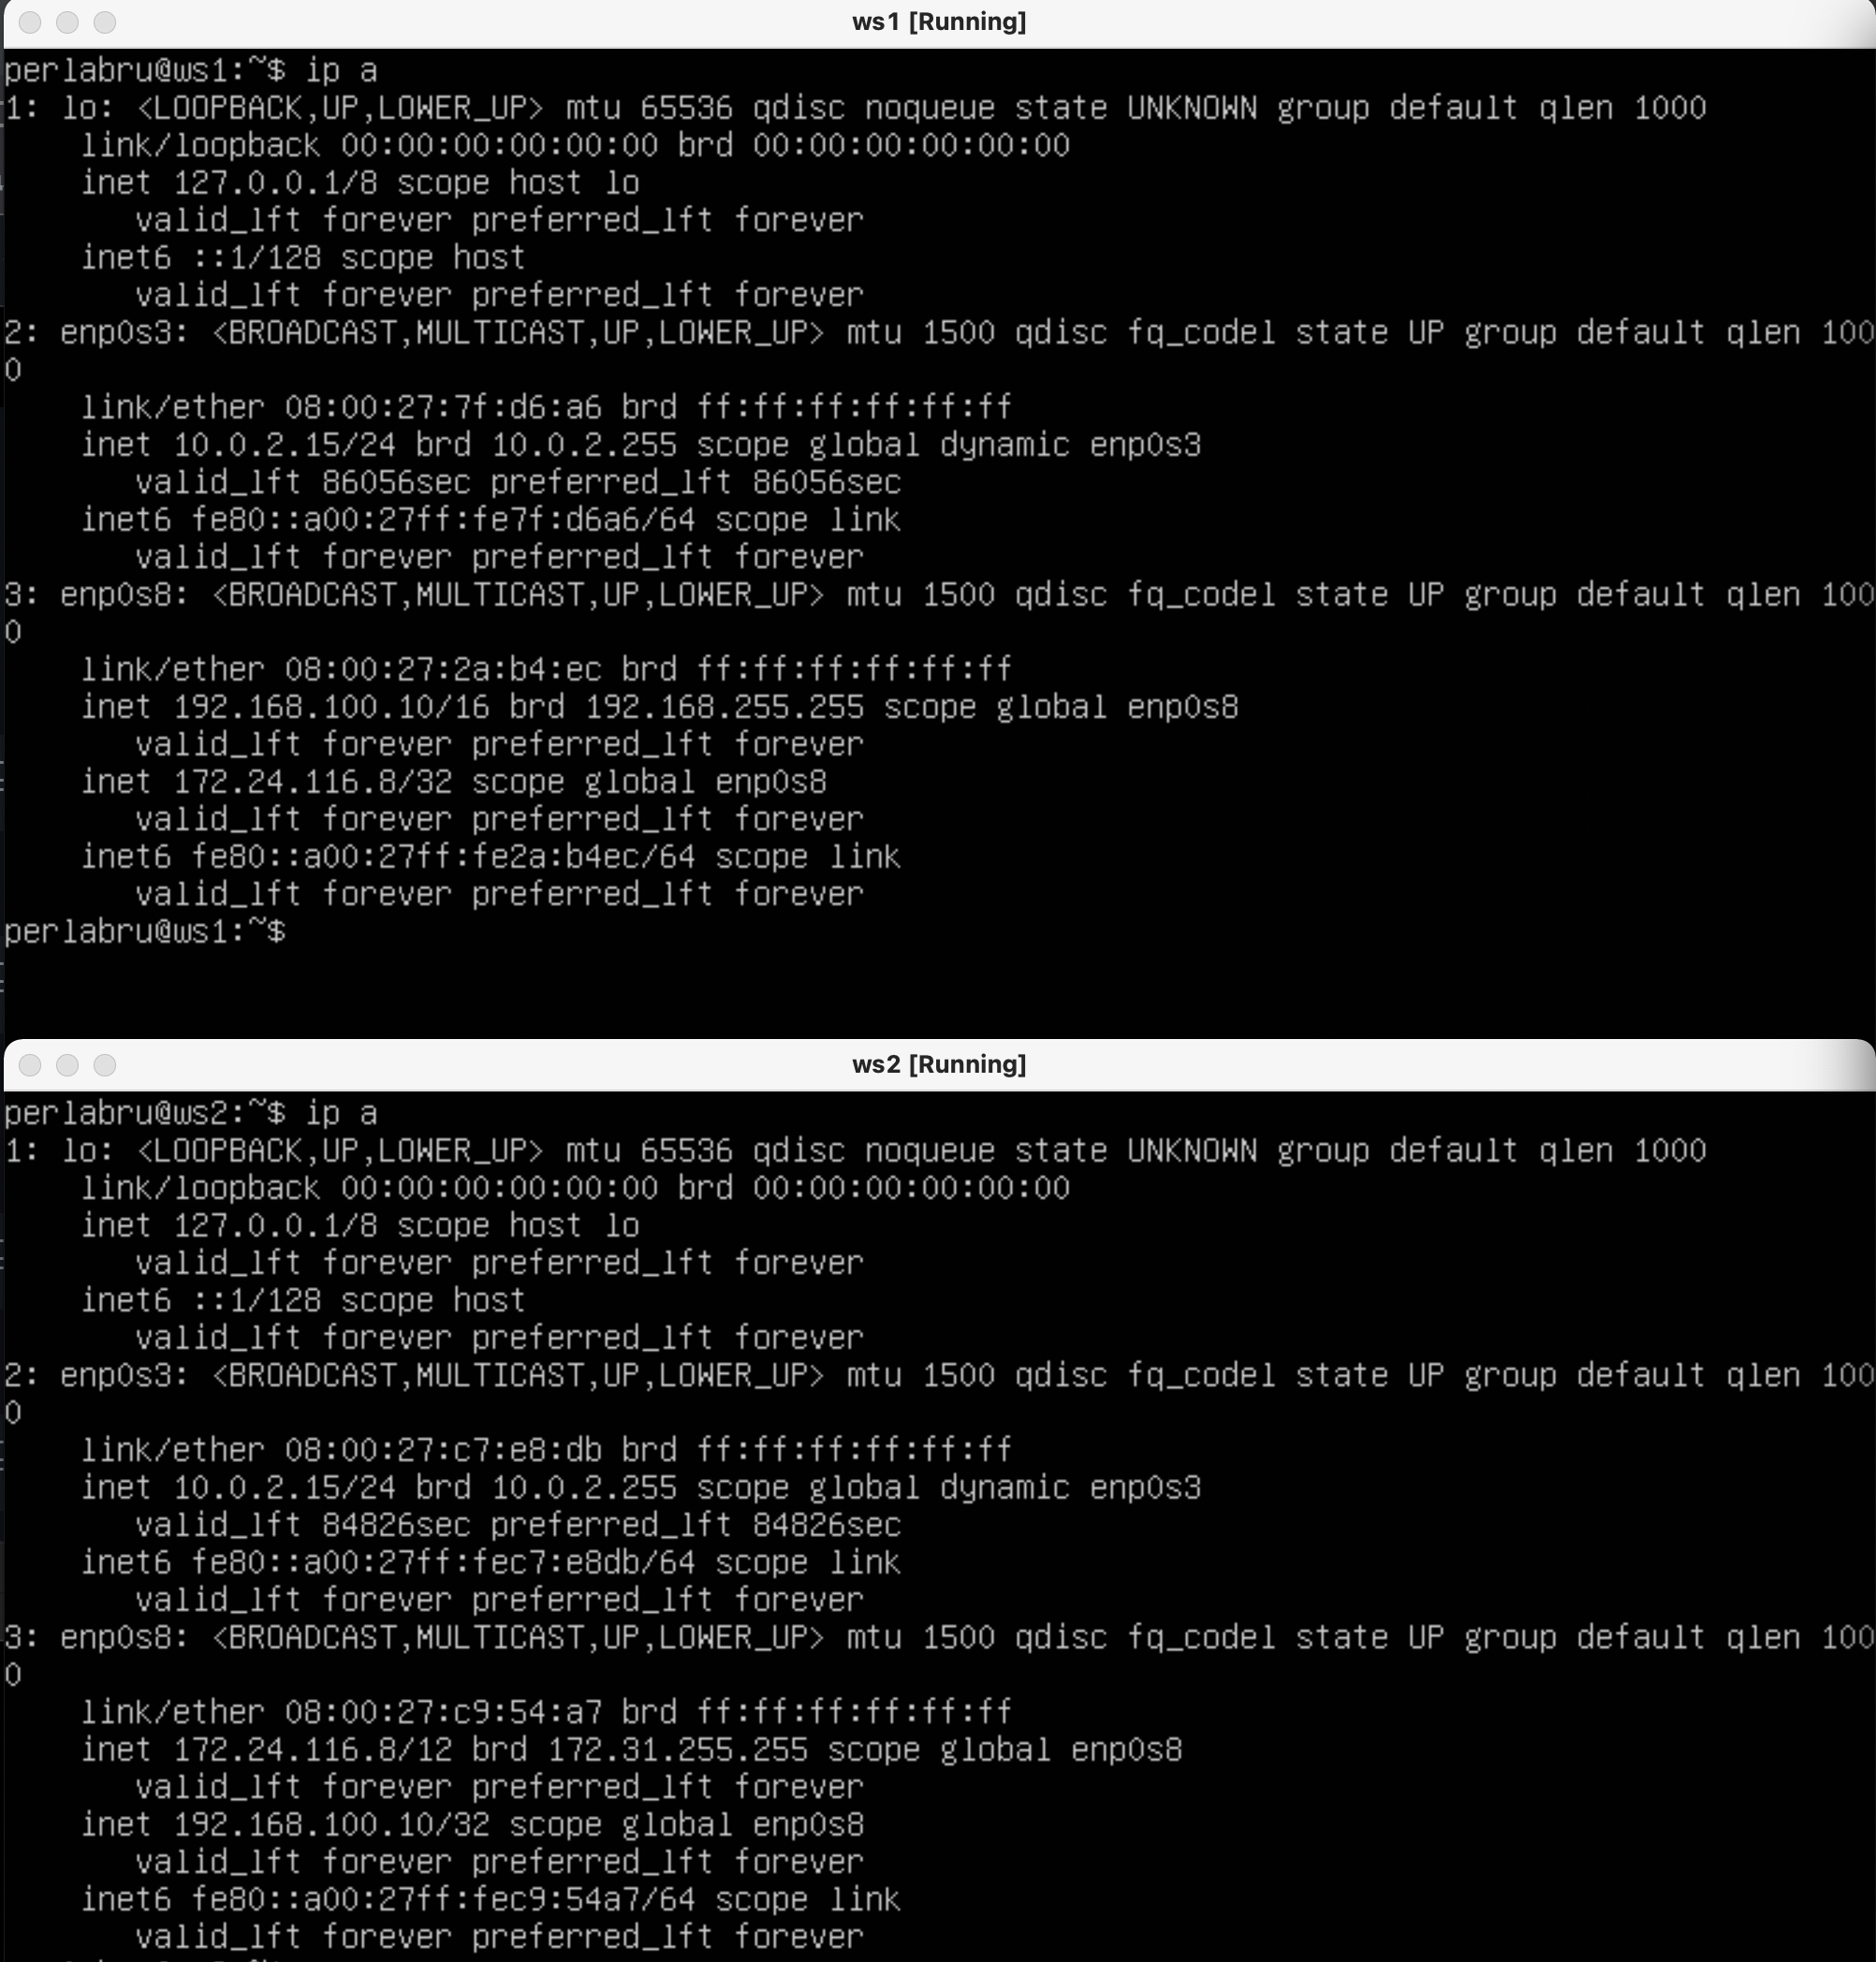 ws1 [Running]
perlabru@ws1:~$ ip a
1: lo: <LOOPBACK,UP,LOWER_UP> mtu 65536 qdisc noqueue state UNKNOWN group default qlen 1000
link/loopback 00:00:00:00:00:00 brd 00:00:00:00:00:00
inet 127.0.0.1/8 scope host lo
valid_lft forever preferred_lft forever
inet6 ::1/128 scope host
valid_lft forever preferred_lft forever
2: enp0s3: <BROADCAST,MULTICAST,UP,LOWER_UP> mtu 1500 qdisc fq_codel state UP group default qlen 100
0
link/ether 08:00:27:7f:d6:a6 brd ff:ff:ff:ff:ff:ff
inet 10.0.2.15/24 brd 10.0.2.255 scope global dynamic enp0s3
valid_lft 86056sec preferred_lft 86056sec
inet6 fe80::a00:27ff:fe7f:d6a6/64 scope link
valid_lft forever preferred_lft forever
3: enp0s8: <BROADCAST,MULTICAST,UP,LOWER_UP> mtu 1500 qdisc fq_codel state UP group default qlen 100
0
link/ether 08:00:27:2a:b4:ec brd ff:ff:ff:ff:ff:ff
inet 192.168.100.10/16 brd 192.168.255.255 scope global enp0s8
valid_lft forever preferred_lft forever
inet 172.24.116.8/32 scope global enp0s8
valid_lft forever preferred_lft forever
inet6 fe80::a00:27ff:fe2a:b4ec/64 scope link
valid_lft forever preferred_lft forever
perlabru@ws1:~$
ws2 [Running]
perlabru@ws2:~$ ip a
1: lo: <LOOPBACK,UP,LOWER_UP> mtu 65536 qdisc noqueue state UNKNOWN group default qlen 1000
link/loopback 00:00:00:00:00:00 brd 00:00:00:00:00:00
inet 127.0.0.1/8 scope host lo
valid_lft forever preferred_lft forever
inet6 ::1/128 scope host
valid_lft forever preferred_lft forever
2: enp0s3: <BROADCAST,MULTICAST,UP,LOWER_UP> mtu 1500 qdisc fq_codel state UP group default qlen 100
0
link/ether 08:00:27:c7:e8:db brd ff:ff:ff:ff:ff:ff
inet 10.0.2.15/24 brd 10.0.2.255 scope global dynamic enp0s3
valid_lft 84826sec preferred_lft 84826sec
inet6 fe80::a00:27ff:fec7:e8db/64 scope link
valid_lft forever preferred_lft forever
3: enp0s8: <BROADCAST,MULTICAST,UP,LOWER_UP> mtu 1500 qdisc fq_codel state UP group default qlen 100
0
link/ether 08:00:27:c9:54:a7 brd ff:ff:ff:ff:ff:ff
inet 172.24.116.8/12 brd 172.31.255.255 scope global enp0s8
valid_lft forever preferred_lft forever
inet 192.168.100.10/32 scope global enp0s8
valid_lft forever preferred_lft forever
inet6 fe80::a00:27ff:fec9:54a7/64 scope link
valid_lft forever preferred_lft forever